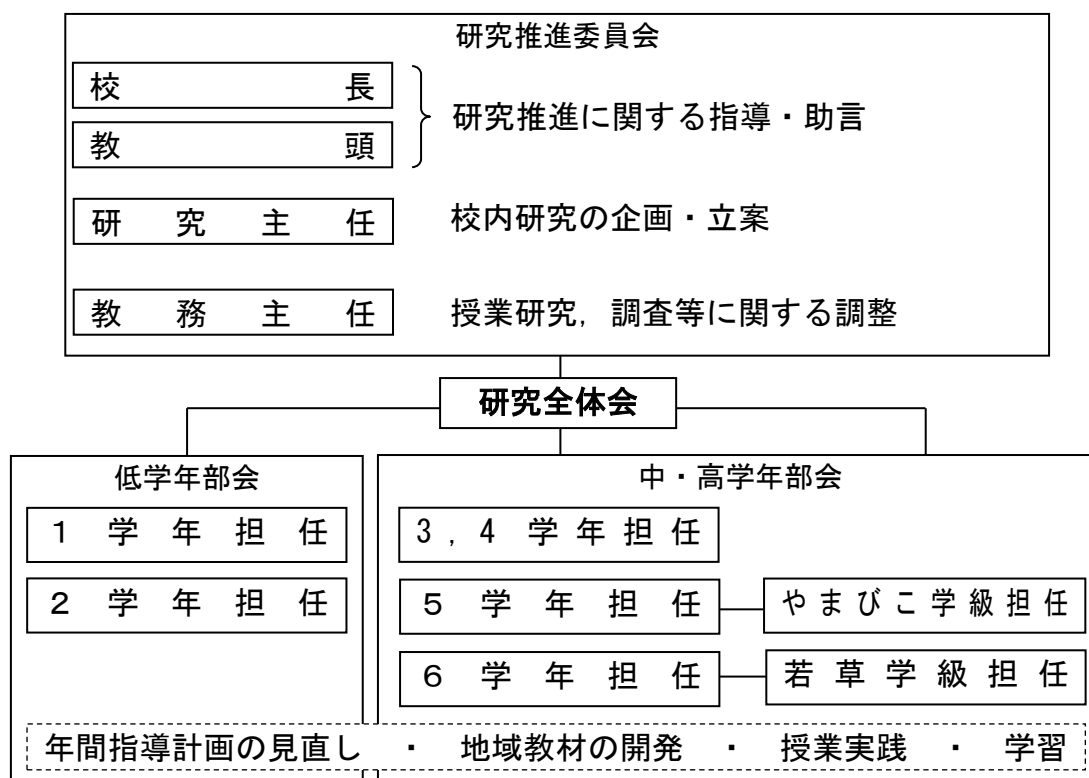 研究推進委員会
校長
教頭
研究推進に関する指導・助言
研究主任
校内研究の企画・立案
教務主任
授業研究，調査等に関する調整
研究全体会
低学年部会
１学年担任
２学年担任
中・高学年部会
３，４学年担任
５学年担任
やまびこ学級担任
６学年担任
若草学級担任
年間指導計画の見直し ・ 地域教材の開発 ・ 授業実践 ・ 学習